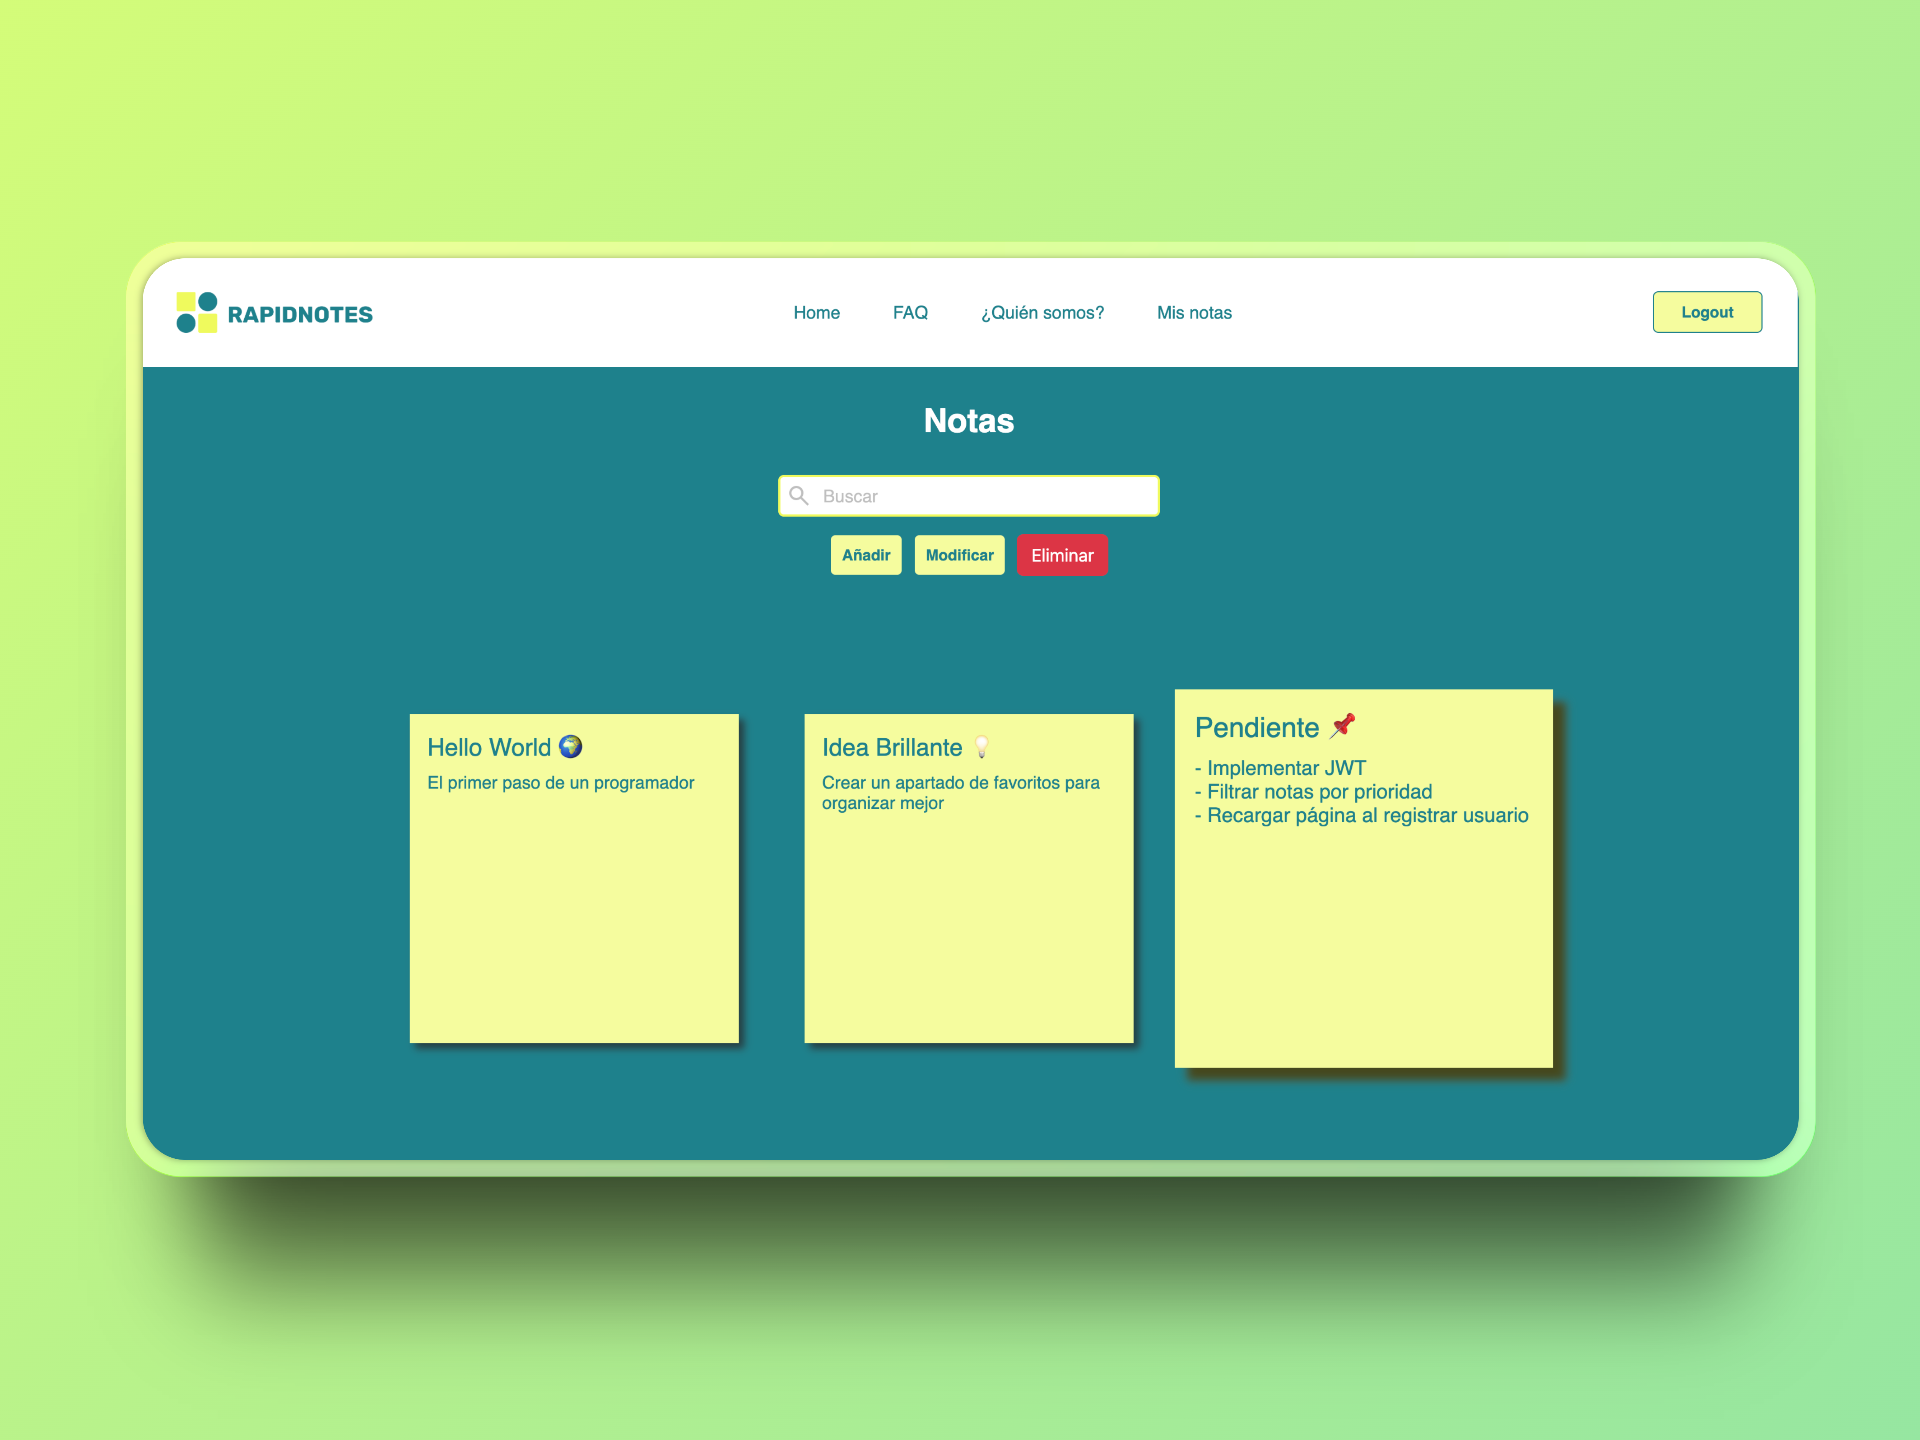 RAPIDNOTES
Home FAQ ¿Quién somos? Mis notas
Logout
Notas
Buscar
Añadir Modificar Eliminar
Hello World 🌍
El primer paso de un programador
Idea Brillante 💡
Crear un apartado de favoritos para
organizar mejor
Pendiente 📌
- Implementar JWT
- Filtrar notas por prioridad
- Recargar página al registrar usuario